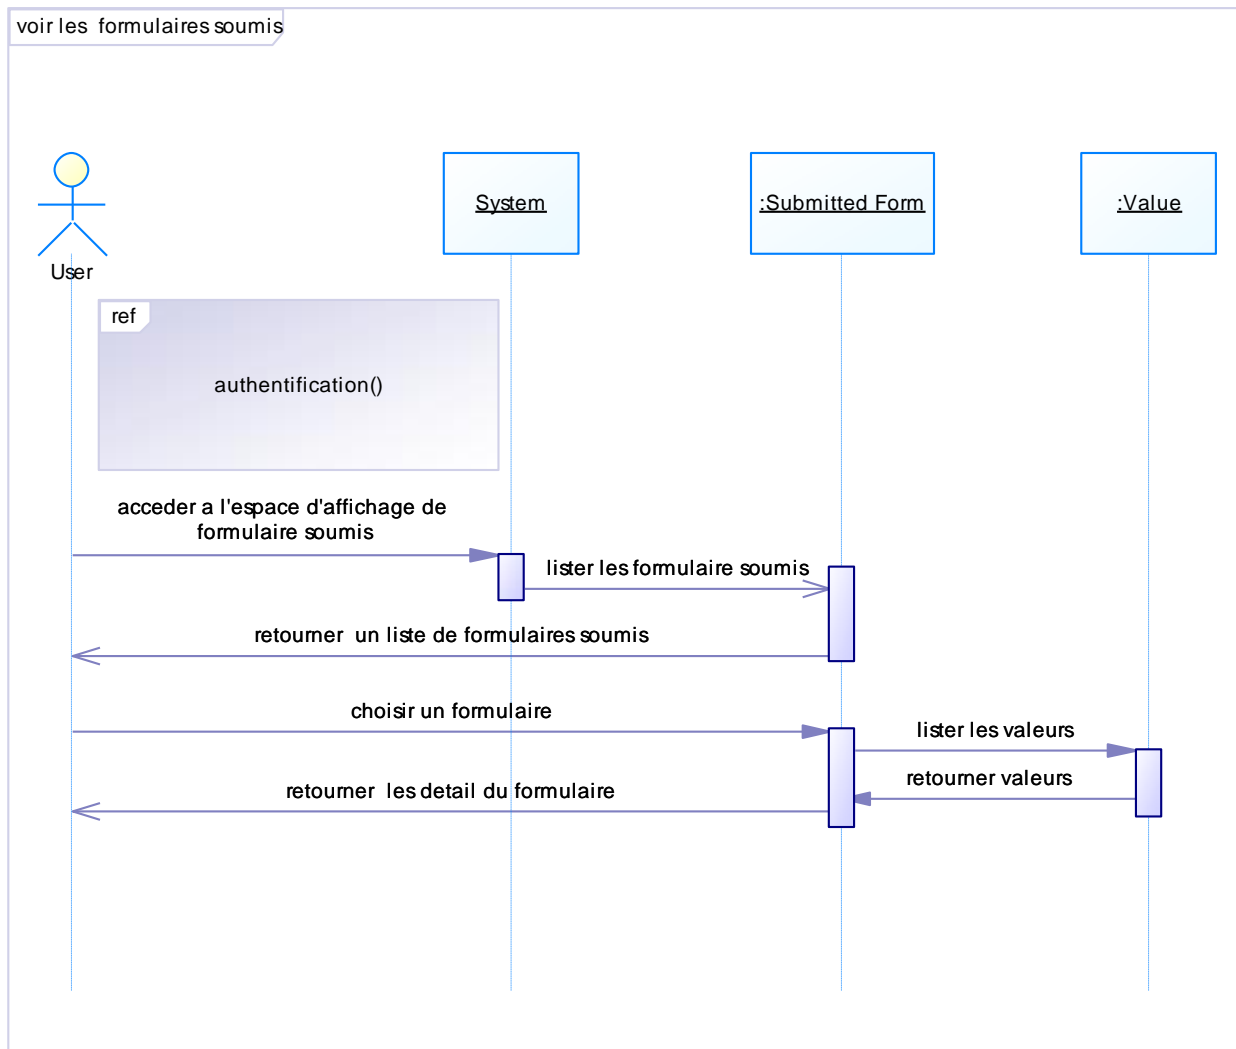 voir les formulaires soumis
System
:Submitted Form
:Value
User
ref
authentification()
acceder a l'espace d'affichage de
formulaire soumis
lister les formulaire soumis
retourner un liste de formulaires soumis
choisir un formulaire
lister les valeurs
retourner valeurs
retourner les detail du formulaire